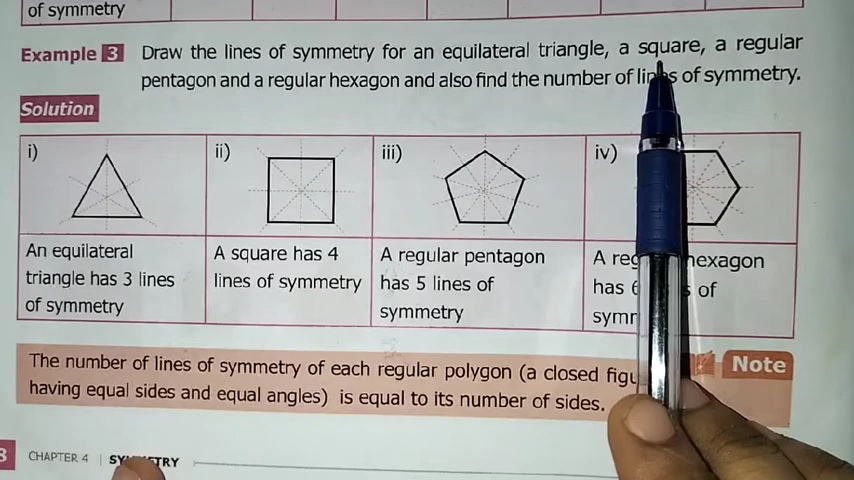 of symmetry
Example 3 Draw the lines of symmetry for an equilateral triangle, a square, a regular
pentagon and a regular hexagon and also find the number of lines of symmetry.
Solution
i)
ii)
iii)
iv)
An equilateral
triangle has 3 lines
of symmetry
A square has 4
lines of symmetry
A regular pentagon
has 5 lines of
symmetry
A hexagon
has 6 of
The number of lines of symmetry of each regular polygon (a closed
Note
having equal sides and equal angles) is equal to its number of sides.
8 CHAPTER 4 | SYMMETRY